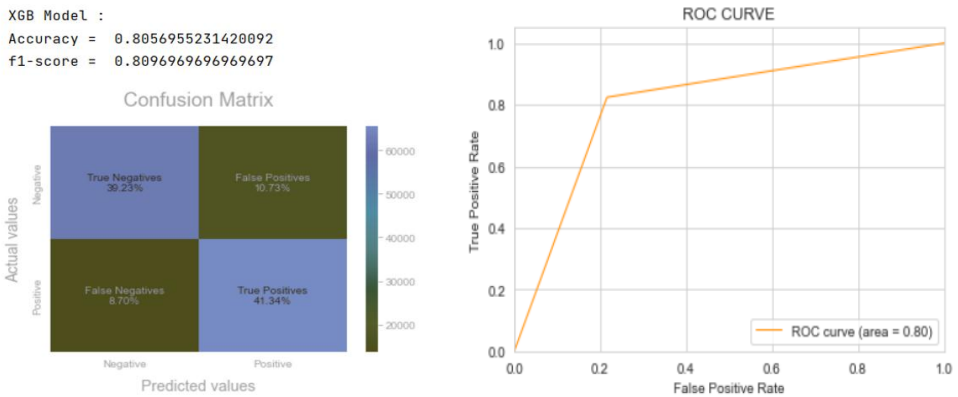 XGB Model :
Accuracy =  0.8056955231420092
f1-score =  0.8096969696969697
Confusion Matrix
Actual values
Negative
Positive
True Negatives
39.23%
False Positives
10.73%
False Negatives
8.70%
True Positives
41.34%
Negative
Positive
Predicted values
60000
50000
40000
30000
20000
ROC CURVE
True Positive Rate
1.0
0.8
0.6
0.4
0.2
0.0
ROC curve (area = 0.80)
0.0
0.2
0.4
0.6
0.8
1.0
False Positive Rate